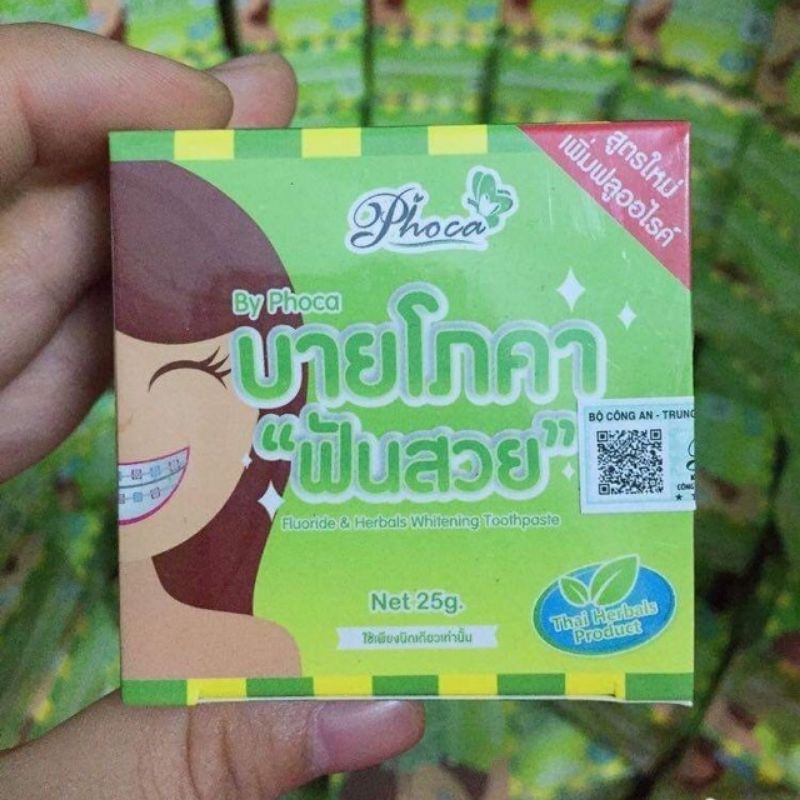 สูตรใหม่
เพิ่มฟลูออไรค์
Phoca
By Phoca
บายโภคา
"ฟันสวย"
BỘ CÔNG AN - TRUNG
Fluoride & Herbals Whitening Toothpaste
Net 25g.
ใช้เพียงนิดเดียวเท่านั้น
Thai Herbals
Product